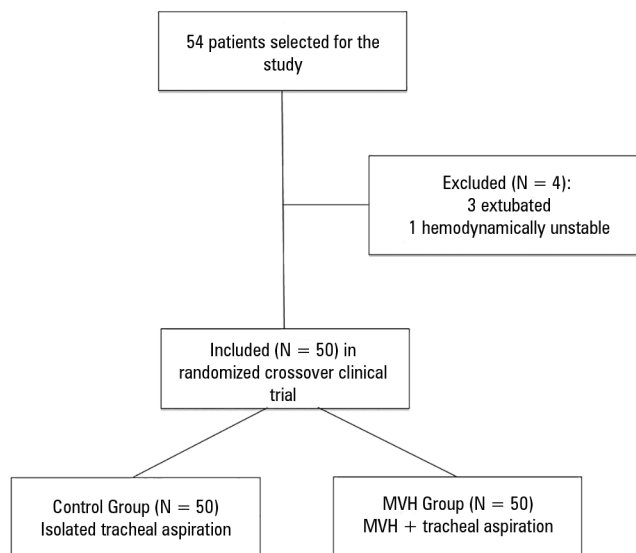 54 patients selected for the
study
Excluded (N = 4):
3 extubated
1 hemodynamically unstable
Included (N = 50) in
randomized crossover clinical
trial
Control Group (N = 50)
Isolated tracheal aspiration
MVH Group (N = 50)
MVH + tracheal aspiration